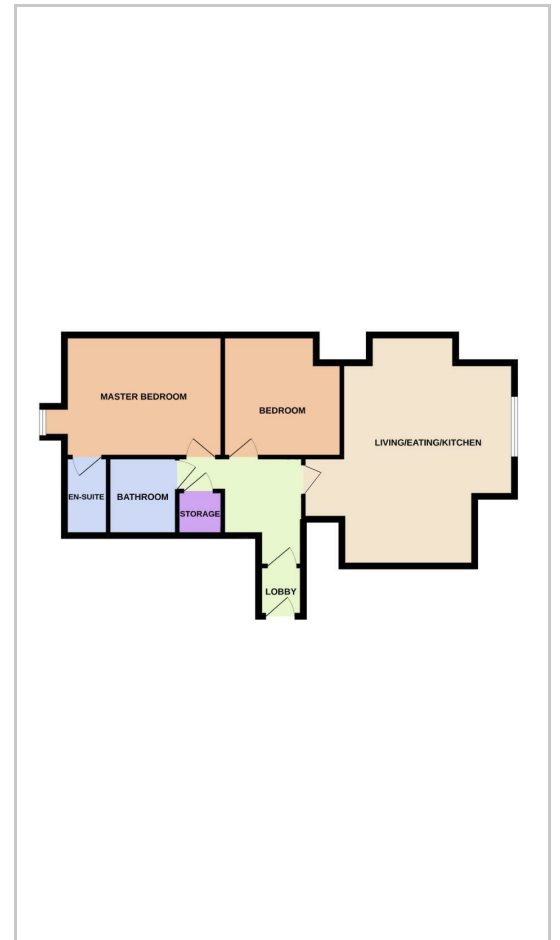 MASTER BEDROOM
BEDROOM
LIVING/EATING/KITCHEN
EN-SUITE
BATHROOM
STORAGE
LOBBY